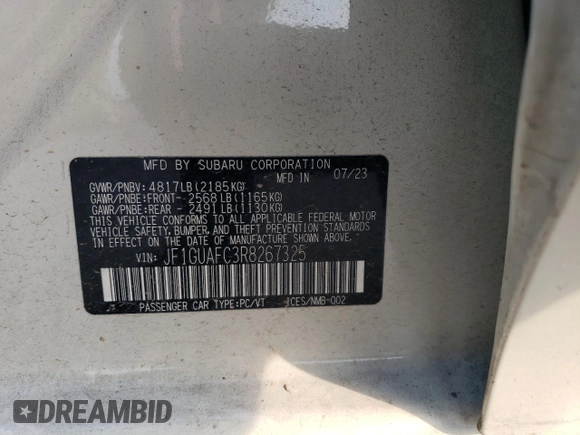 MFD BY SUBARU CORPORATION
MFD IN 07/23
GVWR/PNBV: 4817LB(2185KG)
GAWR/PNBE:FRONT- 2568LB(1165KG)
GAWR/PNBE:REAR - 2491LB(1130KG)
THIS VEHICLE CONFORMS TO ALL APPLICABLE FEDERAL MOTOR
VEHICLE SAFETY, BUMPER, AND THEFT PREVENTION STANDARDS
IN EFFECT ON THE DATE OF MANUFACTURE SHOWN ABOVE.
VIN: JF1GUAFC3R8267325
PASSENGER CAR TYPE:PC/VT ICES/NMB-002
DREAMBID